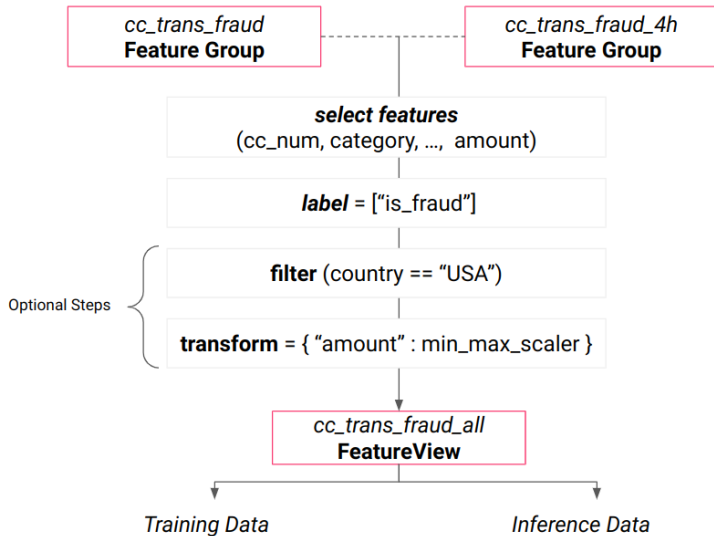 cc_trans_fraud
Feature Group
cc_trans_fraud_4h
Feature Group
select features
(cc_num, category, ..., amount)
label = [“is_fraud”]
Optional Steps
filter (country == “USA”)
transform = { “amount” : min_max_scaler }
cc_trans_fraud_all
FeatureView
Training Data
Inference Data